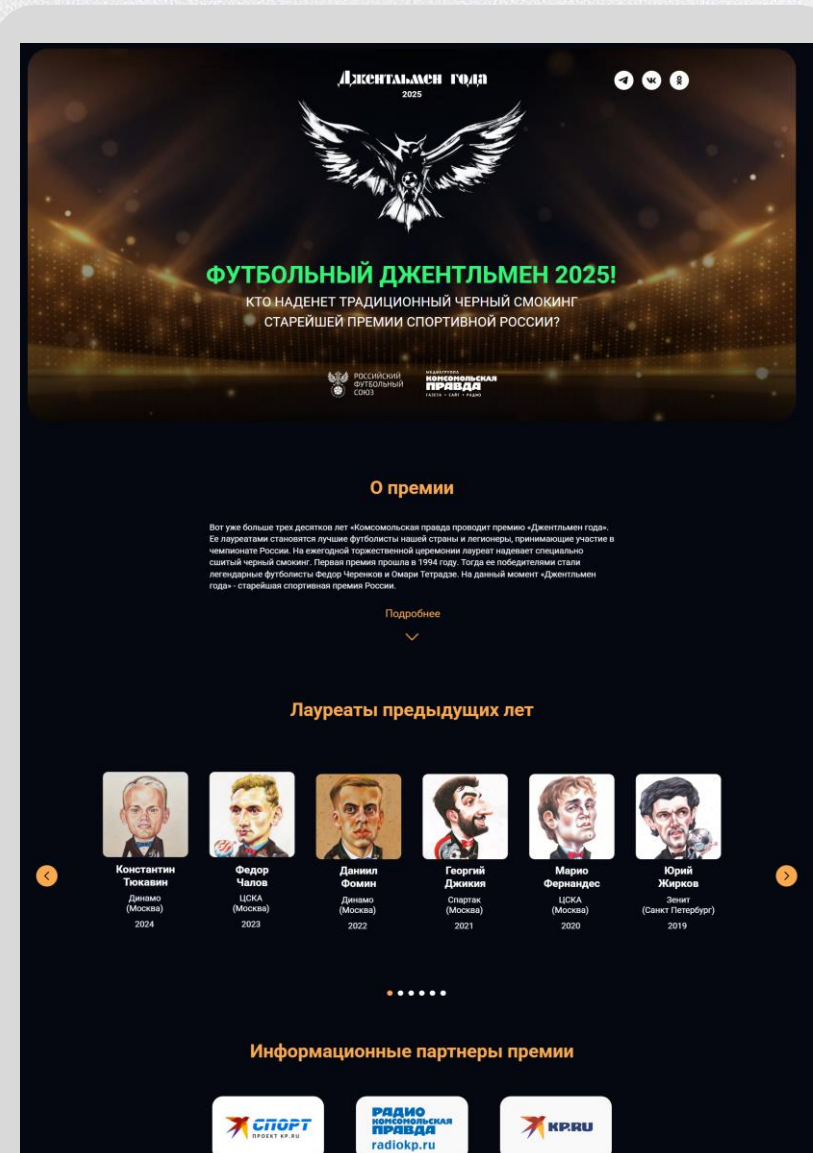 Джентльмен года
2025
ФУТБОЛЬНЫЙ ДЖЕНТЛЬМЕН 2025!
КТО НАДЕНЕТ ТРАДИЦИОННЫЙ ЧЕРНЫЙ СМОКИНГ
СТАРЕЙШЕЙ ПРЕМИИ СПОРТИВНОЙ РОССИИ?
РОССИЙСКИЙ
ФУТБОЛЬНЫЙ
СОЮЗ
МЕДИАГРУППА
КОМСОМОЛЬСКАЯ
ПРАВДА
ГАЗЕТА • САЙТ • РАДИО
О премии
Вот уже больше трех десятков лет «Комсомольская правда проводит премию «Джентльмен года».
Ее лауреатами становятся лучшие футболисты нашей страны и легионеры, принимающие участие в
чемпионате России. На ежегодной торжественной церемонии лауреат надевает специально
сшитый черный смокинг. Первая премия прошла в 1994 году. Тогда ее победителями стали
легендарные футболисты Федор Черенков и Омари Тетрадзе. На данный момент «Джентльмен
года» - старейшая спортивная премия России.
Подробнее
Лауреаты предыдущих лет
Константин
Тюкавин
Динамо
(Москва)
2024
Федор
Чалов
ЦСКА
(Москва)
2023
Даниил
Фомин
Динамо
(Москва)
2022
Георгий
Джикия
Спартак
(Москва)
2021
Марио
Фернандес
ЦСКА
(Москва)
2020
Юрий
Жирков
Зенит
(Санкт Петербург)
2019
Информационные партнеры премии
СПОРТ
ПРОЕКТ KP.RU
РАДИО
КОМСОМОЛЬСКАЯ
ПРАВДА
radiokp.ru
KP.RU